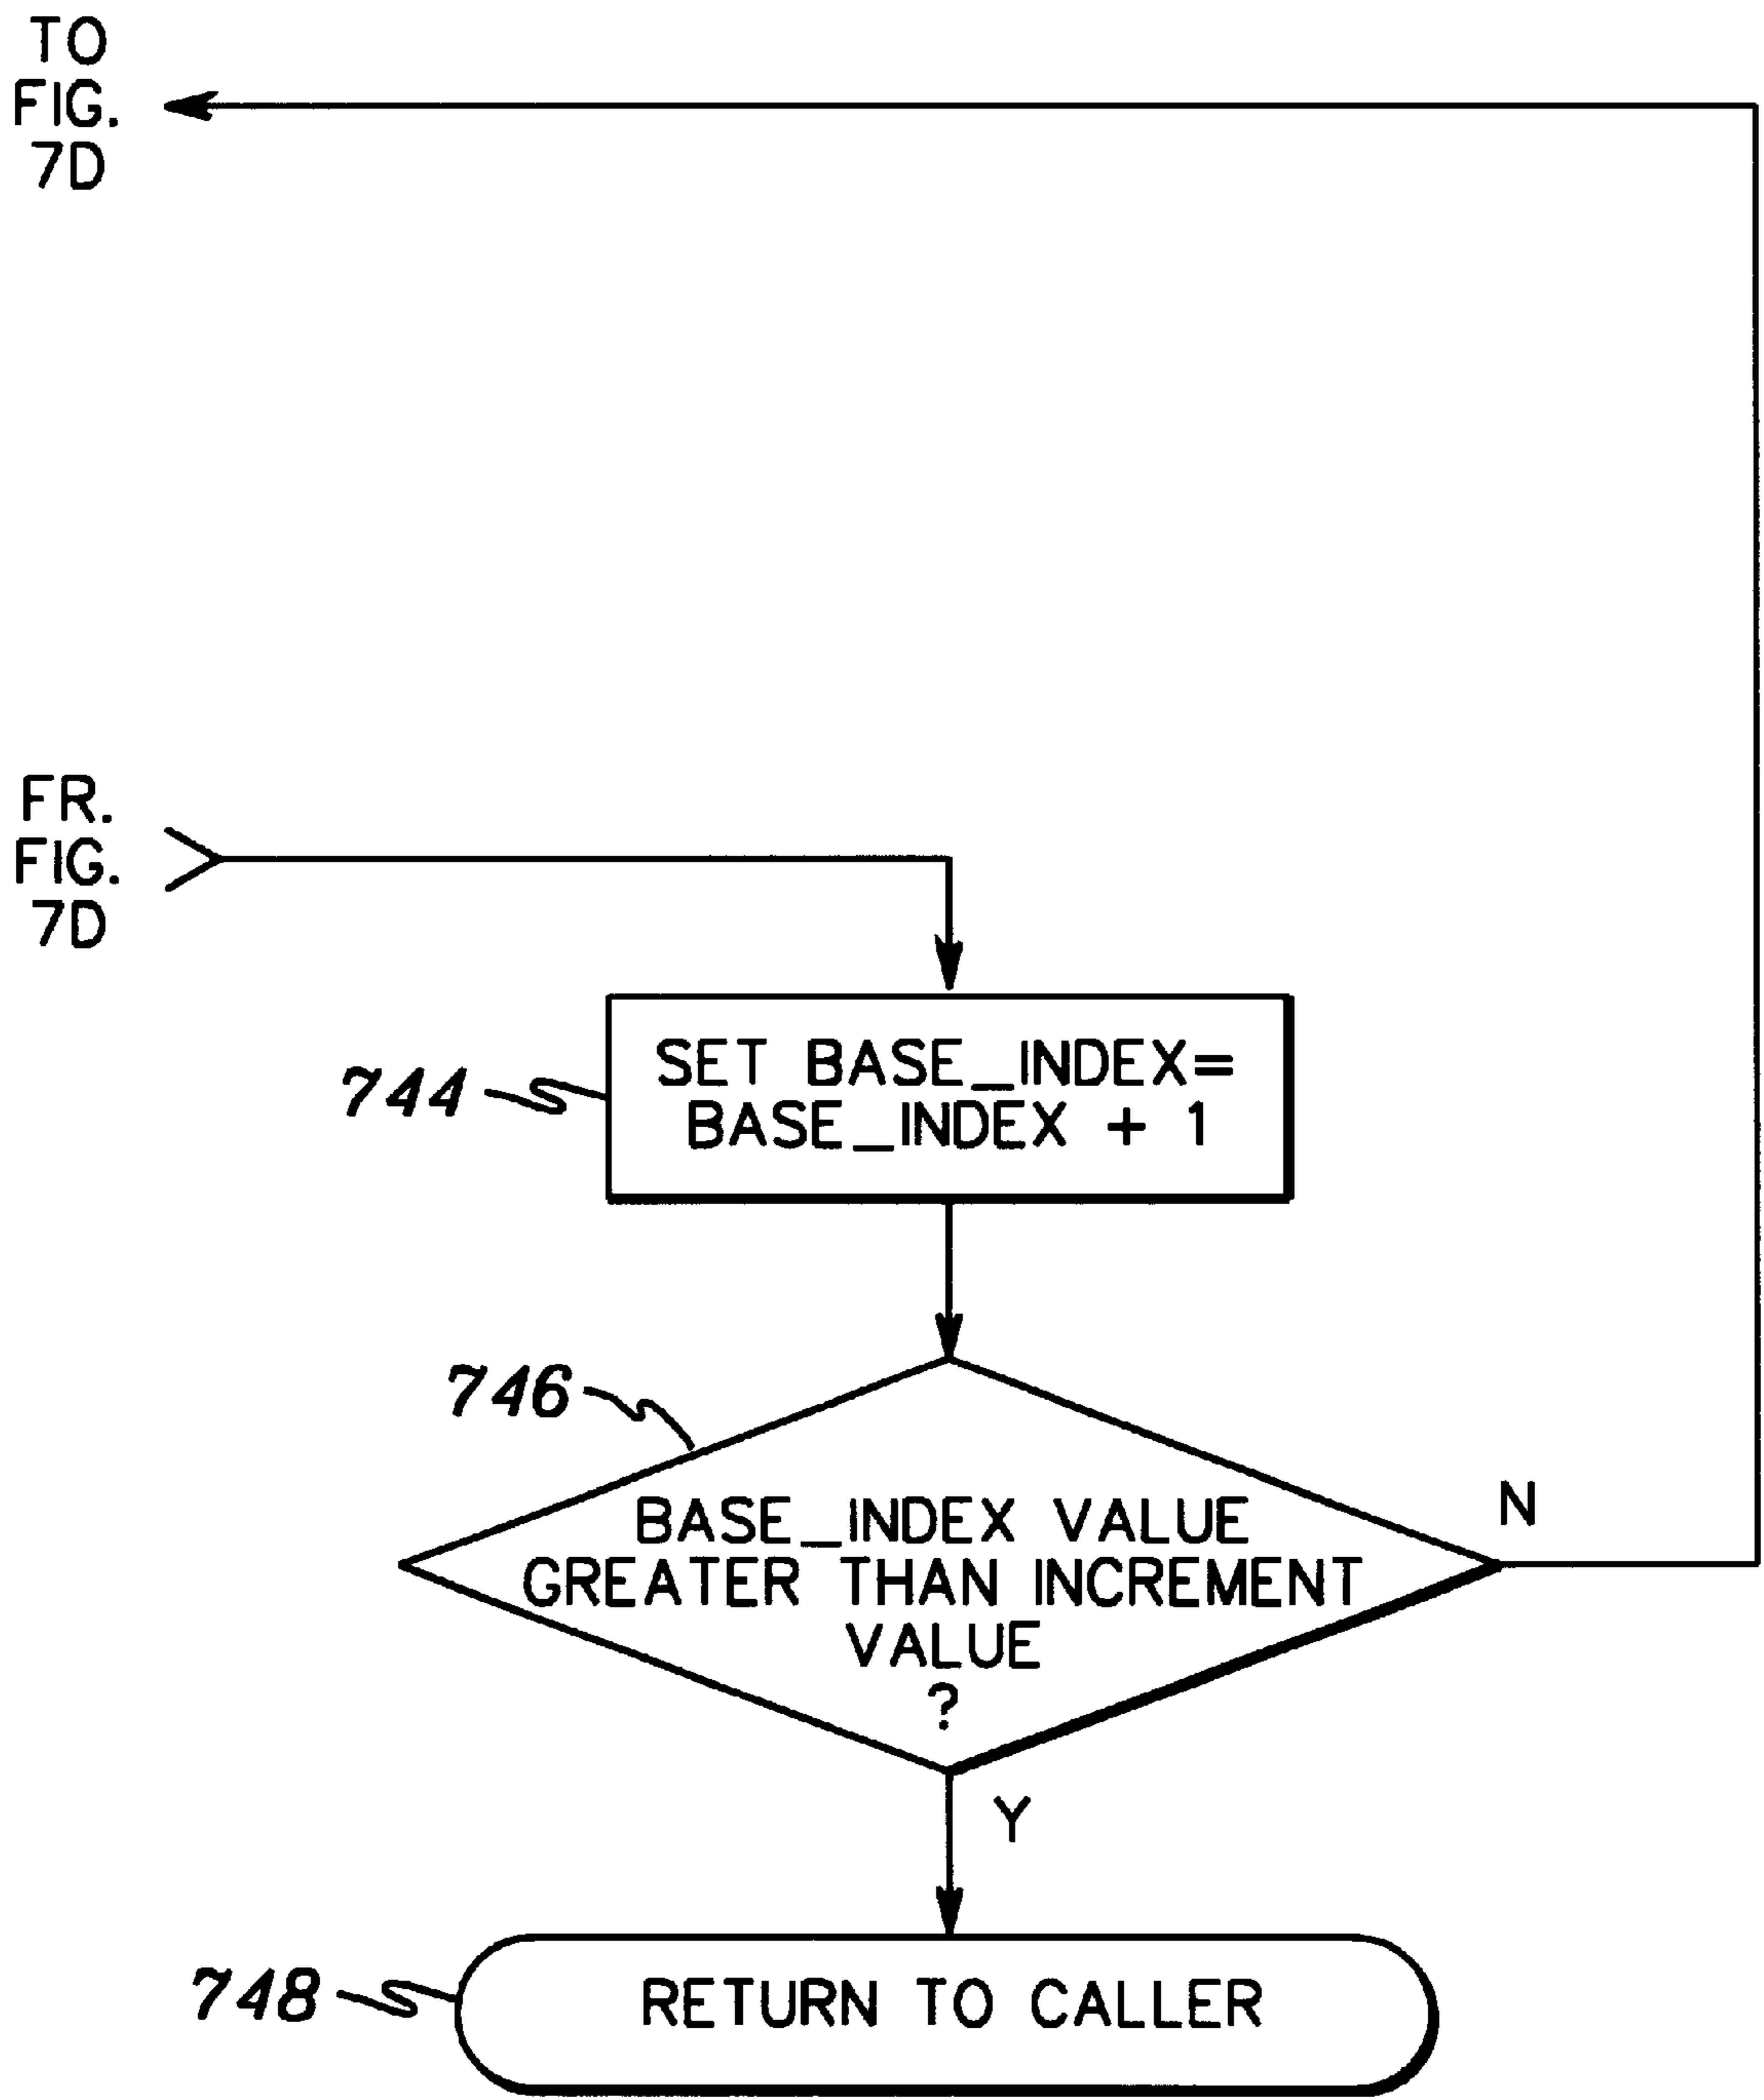 TO
FIG.
7D
FR.
FIG.
7D
744
SET BASE_INDEX=
BASE_INDEX + 1
746
BASE_INDEX VALUE
GREATER THAN INCREMENT
VALUE
?
N
Y
748
RETURN TO CALLER